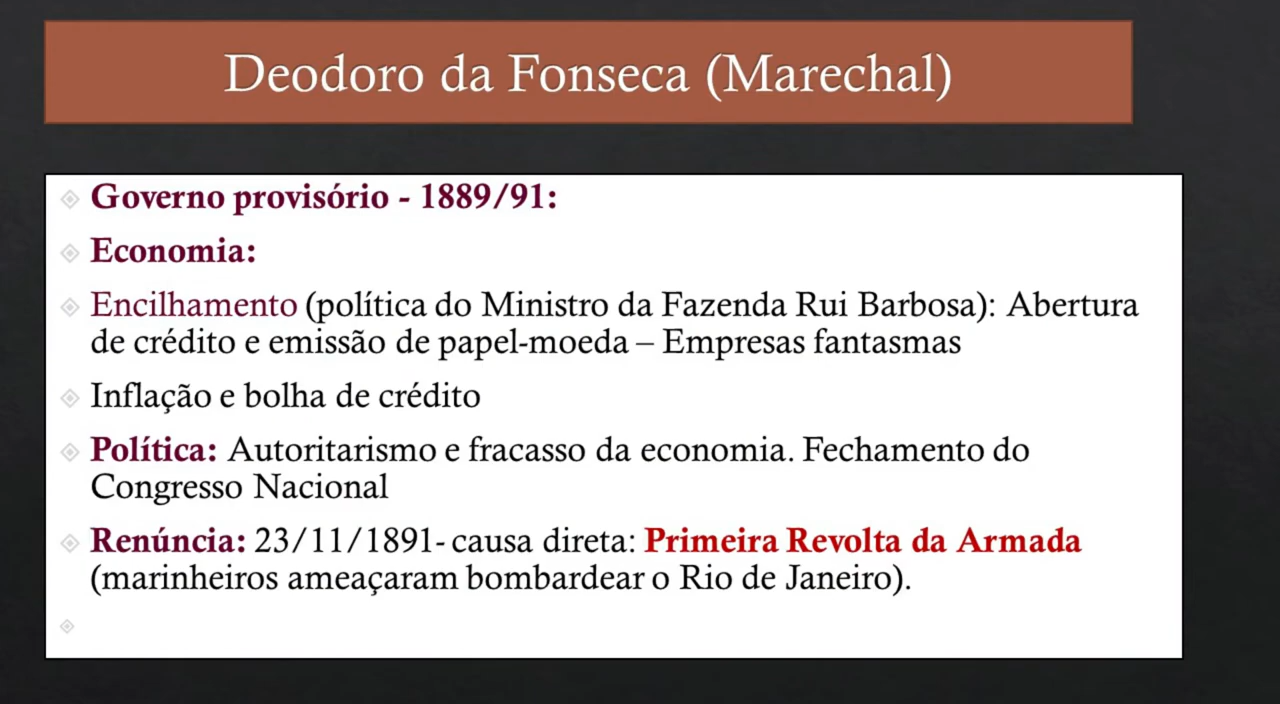 Deodoro da Fonseca (Marechal)
Governo provisório - 1889/91:
Economia:
Encilhamento (política do Ministro da Fazenda Rui Barbosa): Abertura
de crédito e emissão de papel-moeda – Empresas fantasmas
Inflação e bolha de crédito
Política: Autoritarismo e fracasso da economia. Fechamento do
Congresso Nacional
Renúncia: 23/11/1891- causa direta: Primeira Revolta da Armada
(marinheiros ameaçaram bombardear o Rio de Janeiro).